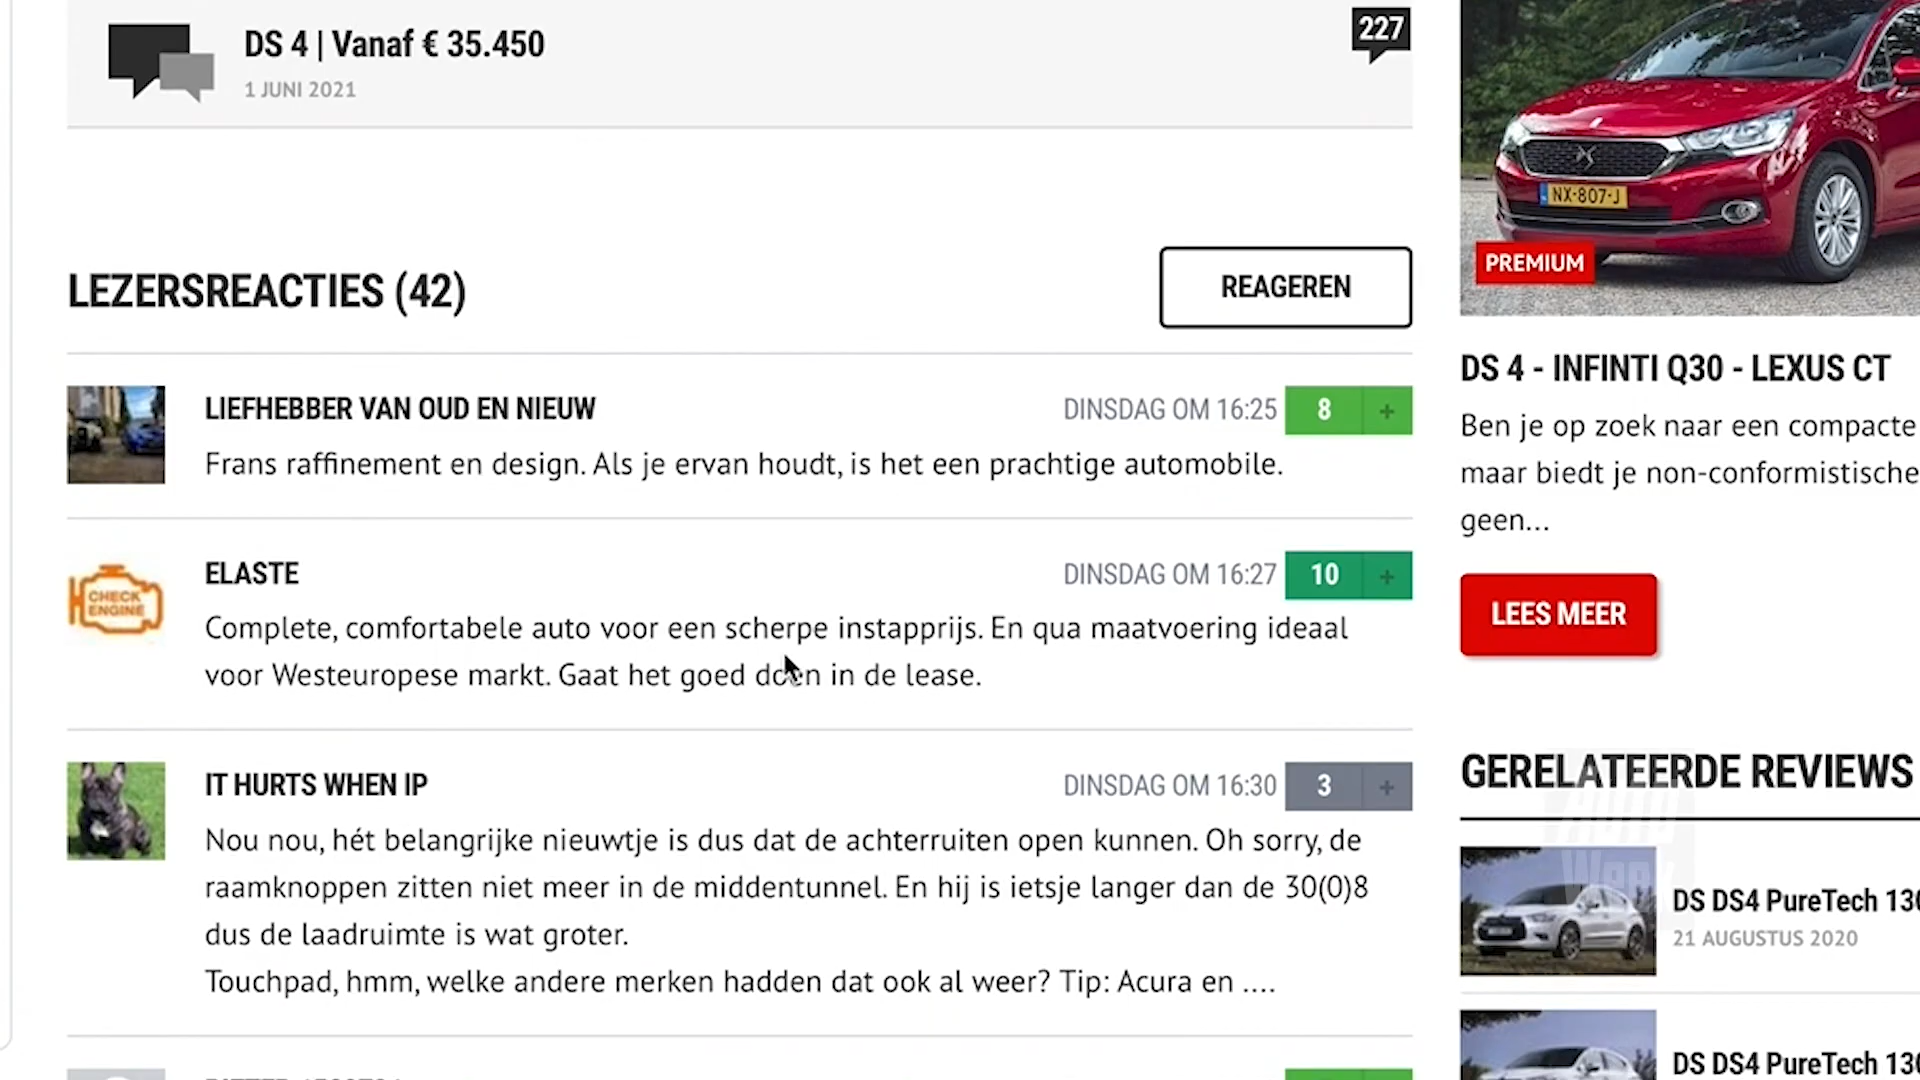 DS 4 | Vanaf € 35.450
1 JUNI 2021
227
LEZERSREACTIES (42)
REAGEREN
LIEFHEBBER VAN OUD EN NIEUW
DINSDAG OM 16:25
8 +
Frans raffinement en design. Als je ervan houdt, is het een prachtige automobile.
CHECK
ENGINE
ELASTE
DINSDAG OM 16:27
10 +
Complete, comfortabele auto voor een scherpe instapprijs. En qua maatvoering ideaal
voor Westeuropese markt. Gaat het goed doen in de lease.
IT HURTS WHEN IP
DINSDAG OM 16:30
3 +
Nou nou, hét belangrijke nieuwtje is dus dat de achterruiten open kunnen. Oh sorry, de
raamknoppen zitten niet meer in de middentunnel. En hij is ietsje langer dan de 30(0)8
dus de laadruimte is wat groter.
Touchpad, hmm, welke andere merken hadden dat ook al weer? Tip: Acura en ....
NX-807-J
PREMIUM
DS 4 - INFINTI Q30 - LEXUS CT
Ben je op zoek naar een compacte
maar biedt je non-conformistische
geen...
LEES MEER
GERELATEERDE REVIEWS
Auto
Week
DS DS4 PureTech 130
21 AUGUSTUS 2020
DS DS4 PureTech 130